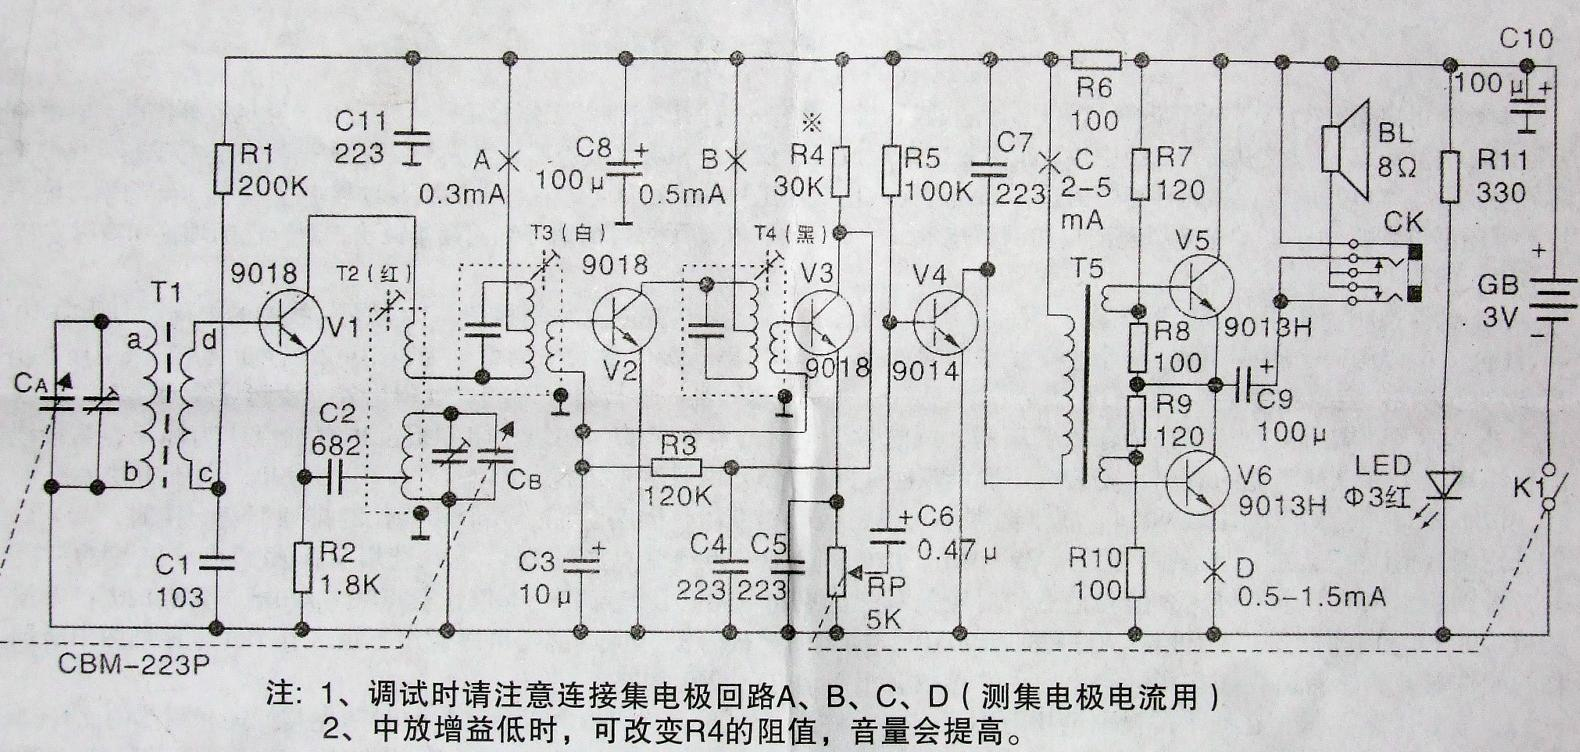 C10
100μ +
C11
223
A
0.3mA
C8 +
100μ
B
0.5mA
※
R4
30K
R5
100K
C7
223
C
2-5
mA
R6
100
R7
120
BL
8Ω
R11
330
R1
200K
CK
T1
9018
V1
T2(红)
T3(白)
9018
V2
T4(黑)
V3
9018
V4
9014
T5
V5
9013H
GB
3V
+
−
a
b
d
c
CA
C2
682
CB
R3
120K
R8
100
R9
120
+
C9
100μ
V6
9013H
LED
Φ3红
K1
C1
103
R2
1.8K
C3 +
10μ
C4
223
C5
223
+ C6
0.47μ
RP
5K
R10
100
D
0.5-1.5mA
CBM-223P
注: 1、调试时请注意连接集电极回路A、B、C、D(测集电极电流用)
2、中放增益低时，可改变R4的阻值，音量会提高。